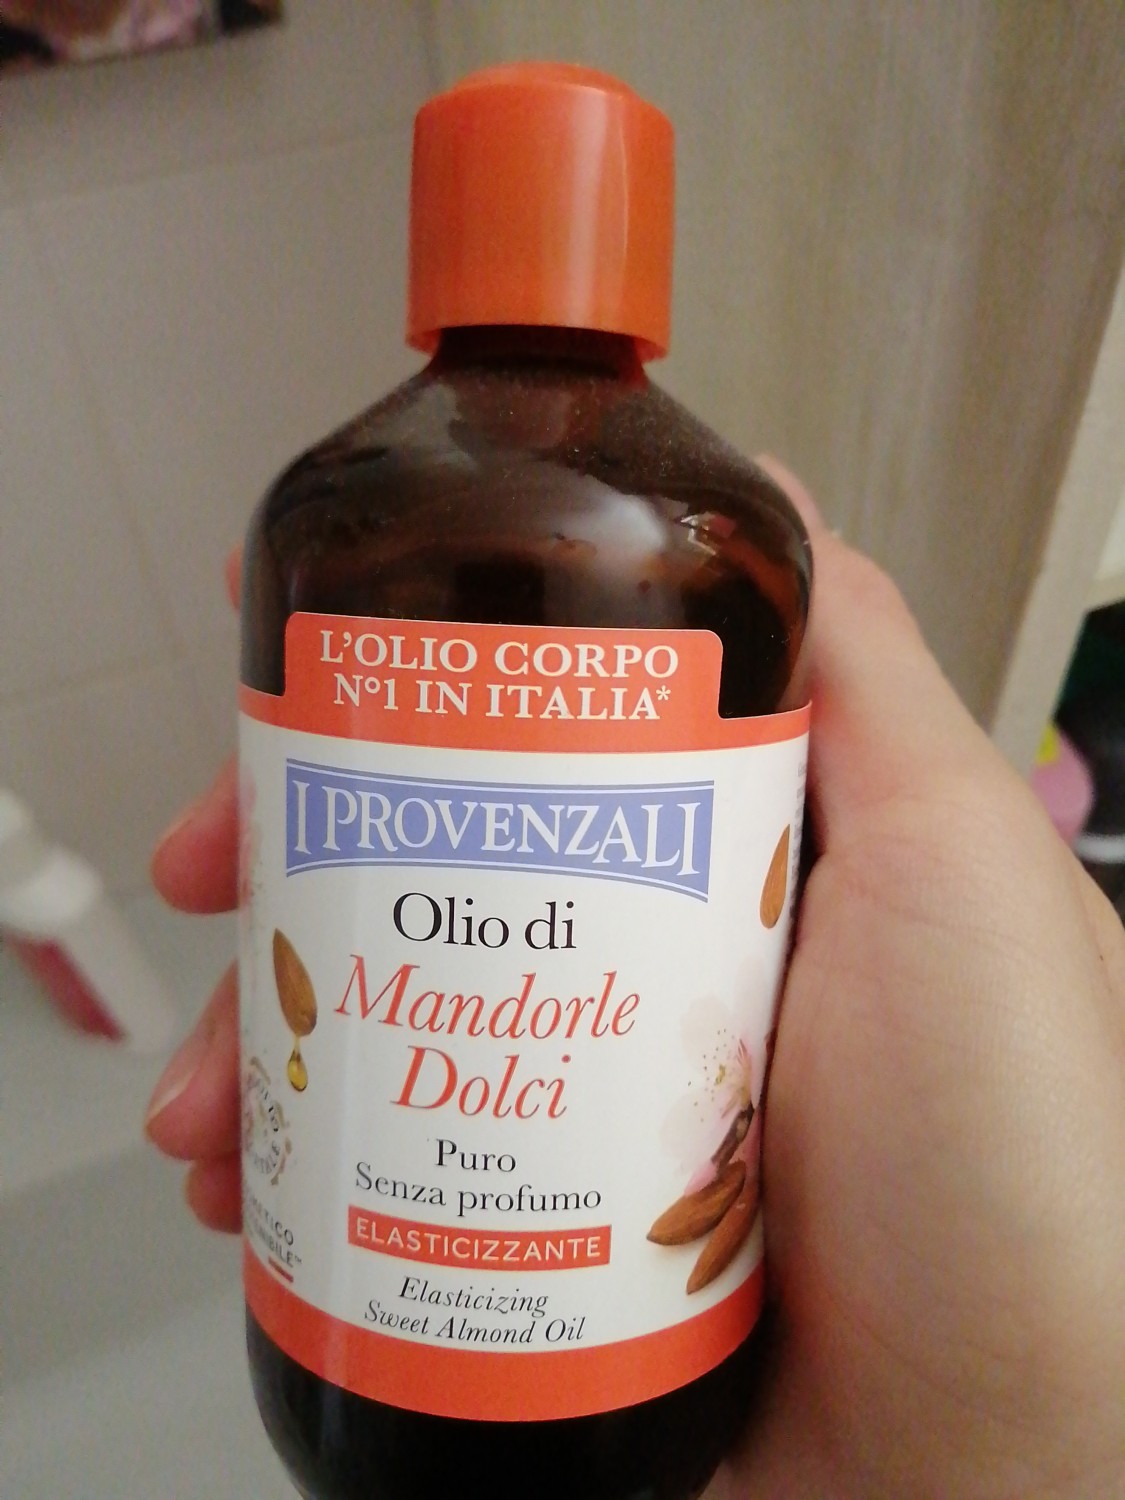 L'OLIO CORPO
N°1 IN ITALIA*
I PROVENZALI
Olio di
Mandorle
Dolci
Puro
Senza profumo
ELASTICIZZANTE
Elasticizing
Sweet Almond Oil